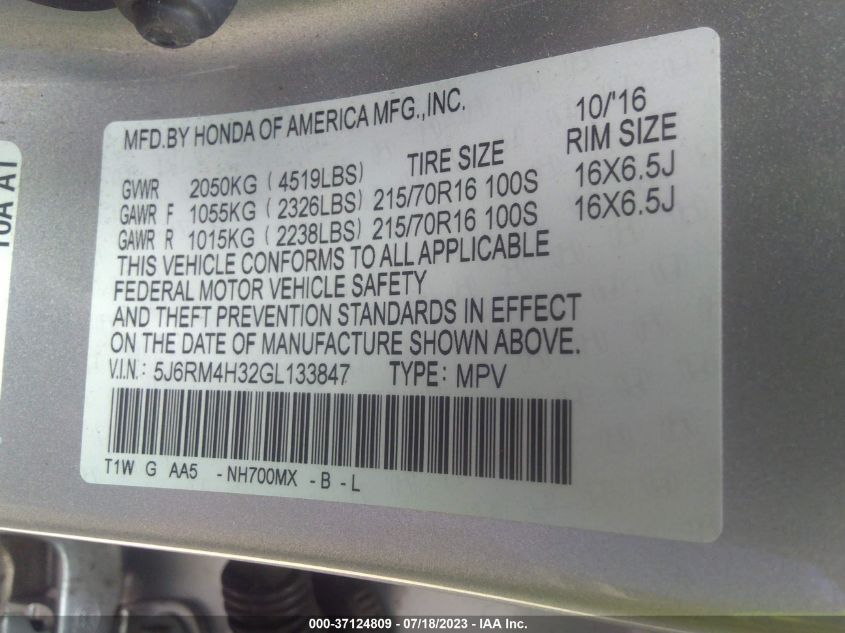 MFD.BY HONDA OF AMERICA MFG.,INC. 10/'16
TIRE SIZE RIM SIZE
GVWR 2050KG ( 4519LBS)
GAWR F 1055KG ( 2326LBS) 215/70R16 100S 16X6.5J
GAWR R 1015KG ( 2238LBS) 215/70R16 100S 16X6.5J
THIS VEHICLE CONFORMS TO ALL APPLICABLE
FEDERAL MOTOR VEHICLE SAFETY
AND THEFT PREVENTION STANDARDS IN EFFECT
ON THE DATE OF MANUFACTURE SHOWN ABOVE.
V.I.N.: 5J6RM4H32GL133847 TYPE: MPV
T1W G AA5 -NH700MX -B -L
000-37124809 - 07/18/2023 - IAA Inc.